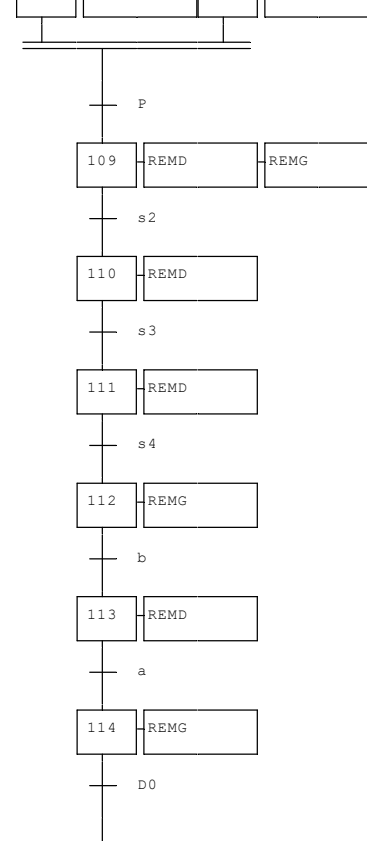 P
109 REMD REMG
s2
110 REMD
s3
111 REMD
s4
112 REMG
b
113 REMD
a
114 REMG
D0